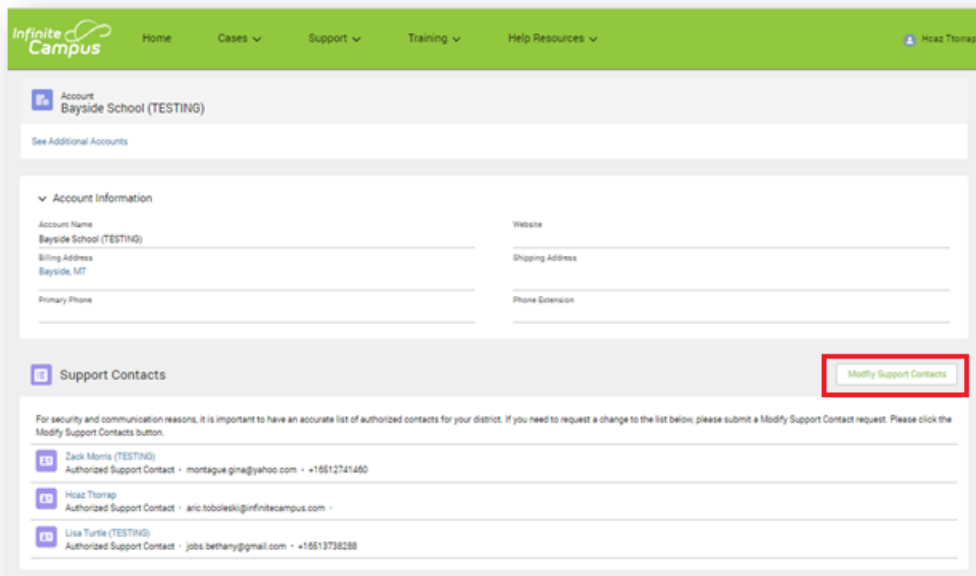 Infinite Campus
Home Cases Support Training Help Resources Hoaz Ttorrap
Account
Bayside School (TESTING)
See Additional Accounts
Account Information
Account Name Website
Bayside School (TESTING)
Billing Address Shipping Address
Bayside, MT
Primary Phone Phone Extension
Support Contacts Modfiy Support Contacts
For security and communication reasons, it is important to have an accurate list of authorized contacts for your district. If you need to request a change to the list below, please submit a Modify Support Contact request. Please click the
Modify Support Contacts button.
Zack Morris (TESTING)
Authorized Support Contact · montague.gina@yahoo.com · +16512741460
Hoaz Ttorrap
Authorized Support Contact · aric.toboleski@infinitecampus.com ·
Lisa Turtle (TESTING)
Authorized Support Contact · jobs.bethany@gmail.com · +16513738288